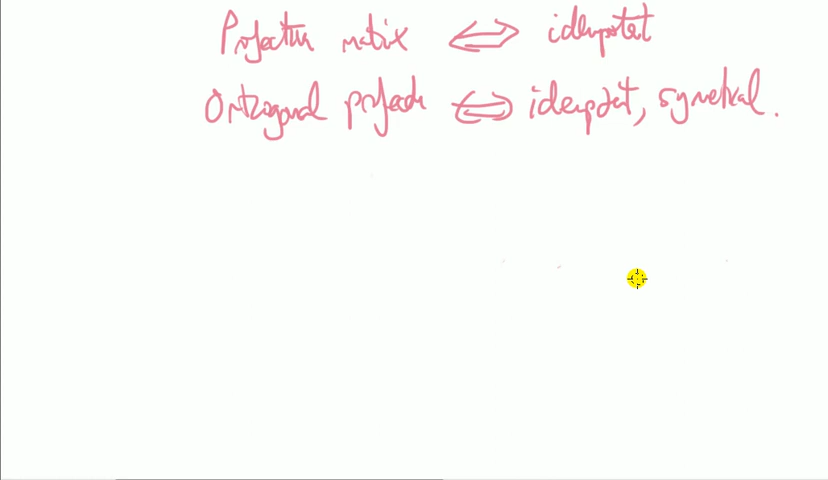 Projection matrix ⟺ idempotent
Orthogonal projection ⟺ idempotent, symmetrical.